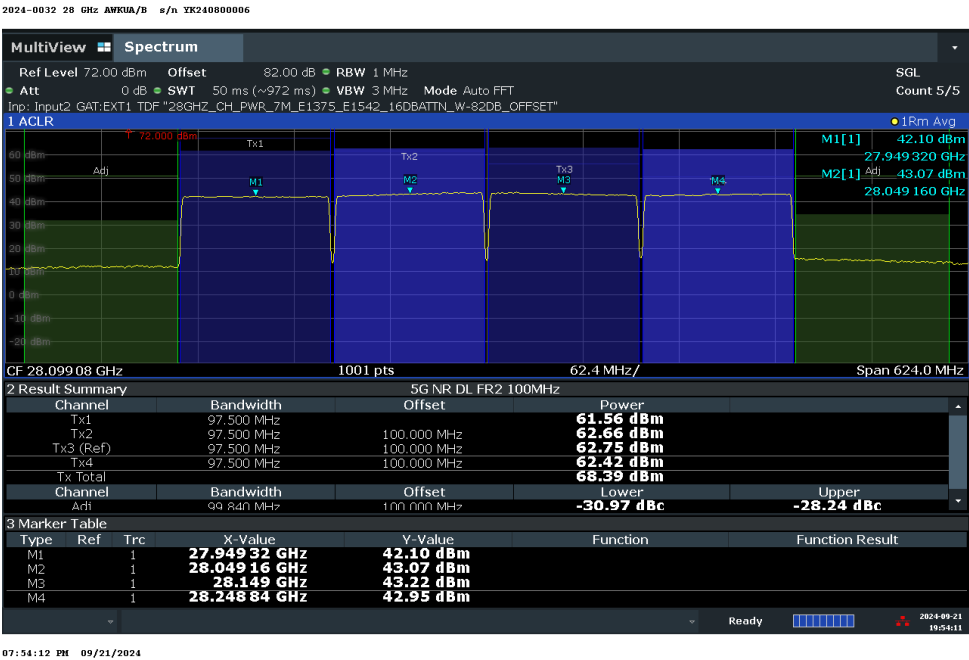 2024-0032 28 GHz AWKUA/B s/n YK240800006
MultiView Spectrum
Ref Level 72.00 dBm Offset 82.00 dB RBW 1 MHz SGL
Att 0 dB SWT 50 ms (~972 ms) VBW 3 MHz Mode Auto FFT Count 5/5
Inp: Input2 GAT:EXT1 TDF "28GHZ_CH_PWR_7M_E1375_E1542_16DBATTN_W-82DB_OFFSET"
1 ACLR 1Rm Avg
72.000 dBm Tx1 M1[1] 42.10 dBm
60 dBm Tx2 27.949320 GHz
Adj Tx3 M2[1] Adj 43.07 dBm
50 dBm M1 M2 M3 M4 28.049160 GHz
40 dBm
30 dBm
20 dBm
10 dBm
0 dBm
-10 dBm
-20 dBm
CF 28.09908 GHz 1001 pts 62.4 MHz/ Span 624.0 MHz
2 Result Summary 5G NR DL FR2 100MHz
Channel Bandwidth Offset Power
Tx1 97.500 MHz 61.56 dBm
Tx2 97.500 MHz 100.000 MHz 62.66 dBm
Tx3 (Ref) 97.500 MHz 100.000 MHz 62.75 dBm
Tx4 97.500 MHz 100.000 MHz 62.42 dBm
Tx Total 68.39 dBm
Channel Bandwidth Offset Lower Upper
Adj 99.840 MHz 100.000 MHz -30.97 dBc -28.24 dBc
3 Marker Table
Type Ref Trc X-Value Y-Value Function Function Result
M1 1 27.94932 GHz 42.10 dBm
M2 1 28.04916 GHz 43.07 dBm
M3 1 28.149 GHz 43.22 dBm
M4 1 28.24884 GHz 42.95 dBm
Ready 2024-09-21
19:54:11
07:54:12 PM 09/21/2024